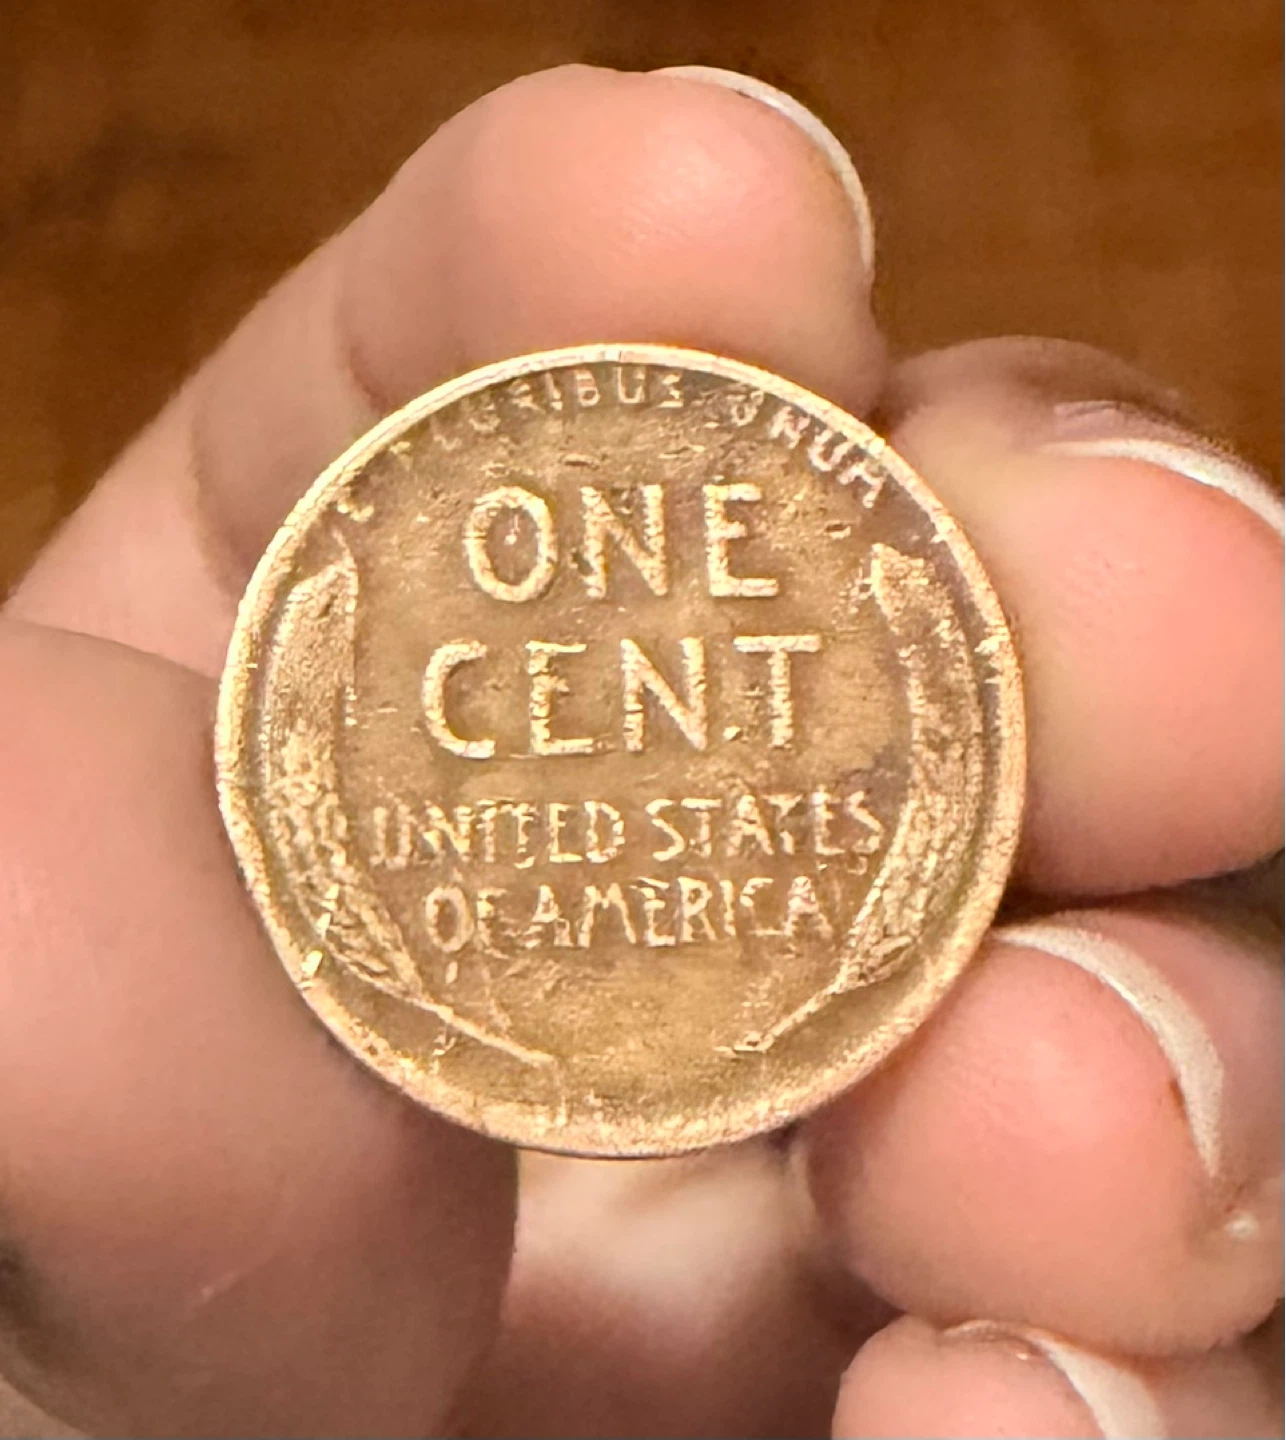 E PLURIBUS UNUM
ONE
CENT
UNITED STATES
OF AMERICA